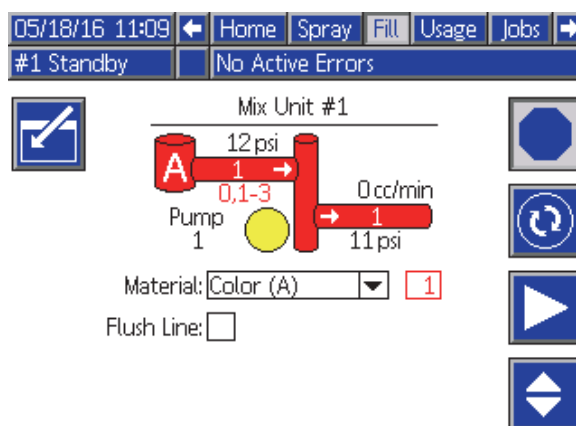 05/18/16 11:09 Home Spray Fill Usage Jobs
#1 Standby No Active Errors
Mix Unit #1
12 psi
A 1
0,1-3
0 cc/min
Pump
1
1
11 psi
Material: Color (A) 1
Flush Line: